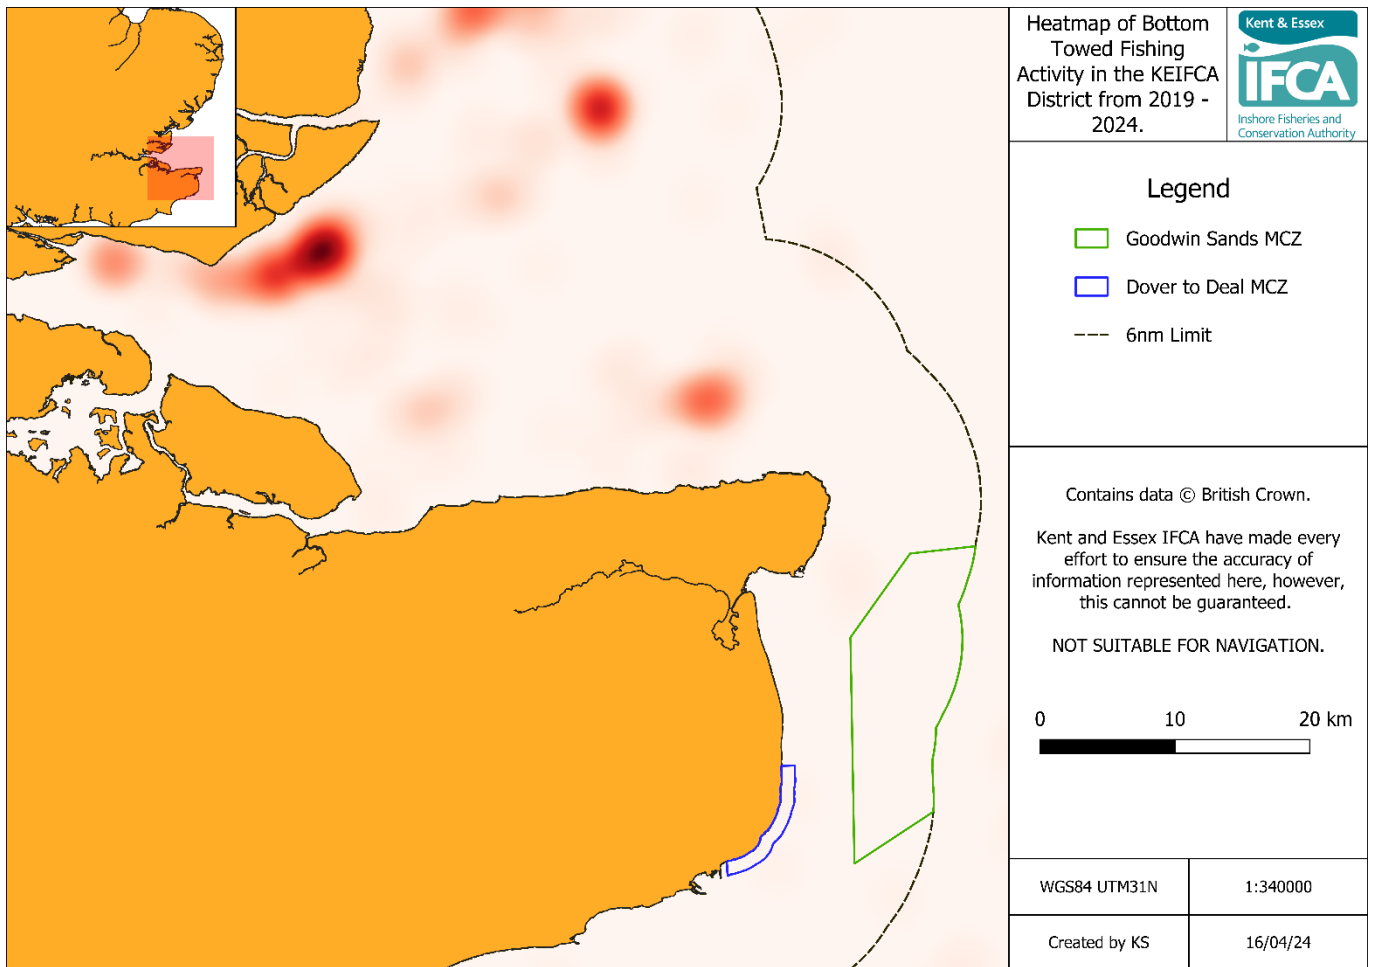 Heatmap of Bottom
Towed Fishing
Activity in the KEIFCA
District from 2019 -
2024.
Kent & Essex
IFCA
Inshore Fisheries and
Conservation Authority
Legend
Goodwin Sands MCZ
Dover to Deal MCZ
6nm Limit
Contains data © British Crown.
Kent and Essex IFCA have made every
effort to ensure the accuracy of
information represented here, however,
this cannot be guaranteed.
NOT SUITABLE FOR NAVIGATION.
0 10 20 km
WGS84 UTM31N
1:340000
Created by KS
16/04/24